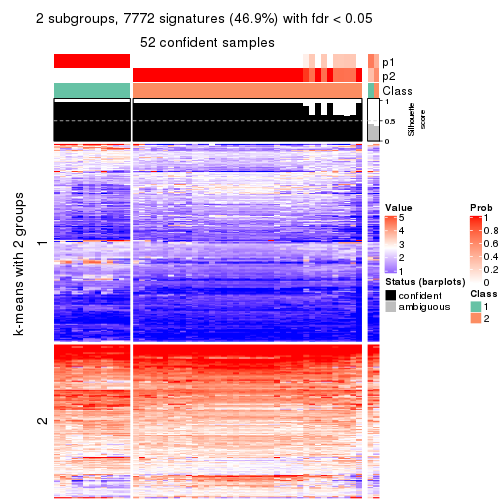 2 subgroups, 7772 signatures (46.9%) with fdr < 0.05
52 confident samples
p1
p2
Class
1
0.5
0
Silhouette
score
k-means with 2 groups
1
2
Value
5
4
3
2
1
Status (barplots)
confident
ambiguous
Prob
1
0.8
0.6
0.4
0.2
0
Class
1
2